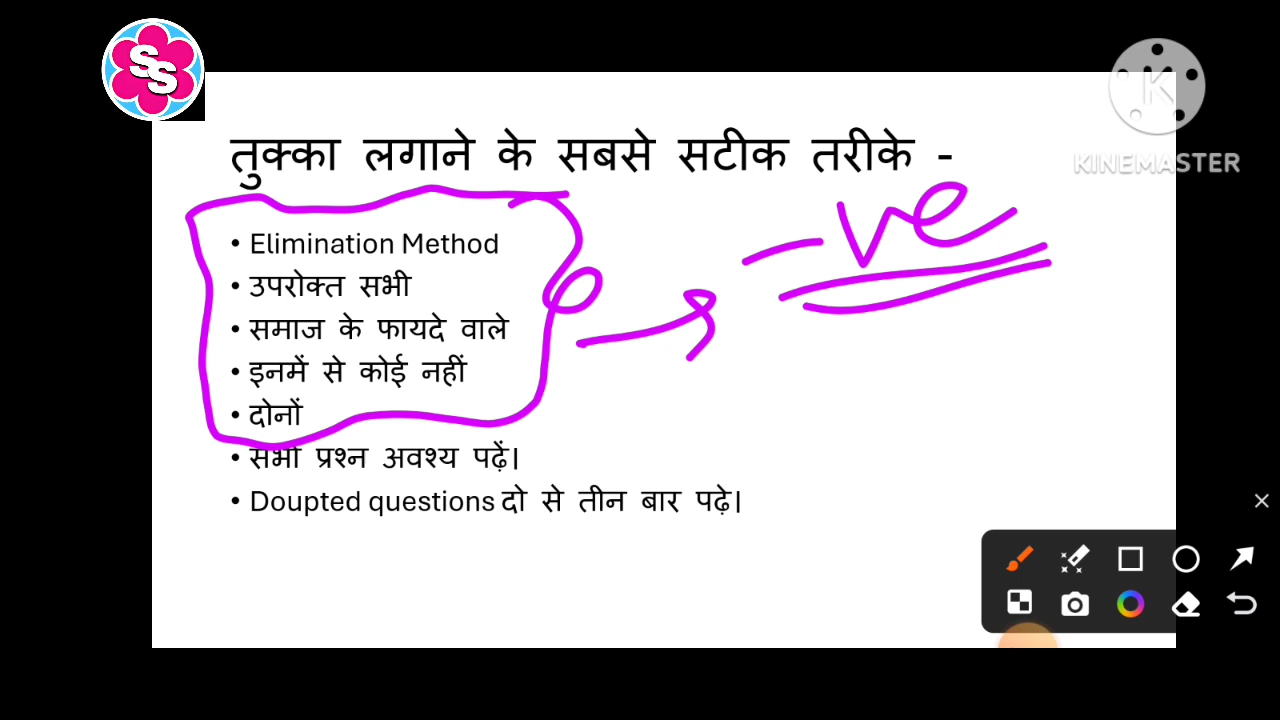 SS
KINEMASTER
तुक्का लगाने के सबसे सटीक तरीके -
-ve
• Elimination Method
• उपरोक्त सभी
• समाज के फायदे वाले
• इनमें से कोई नहीं
• दोनों
• सभी प्रश्न अवश्य पढ़ें।
• Doupted questions दो से तीन बार पढ़े।